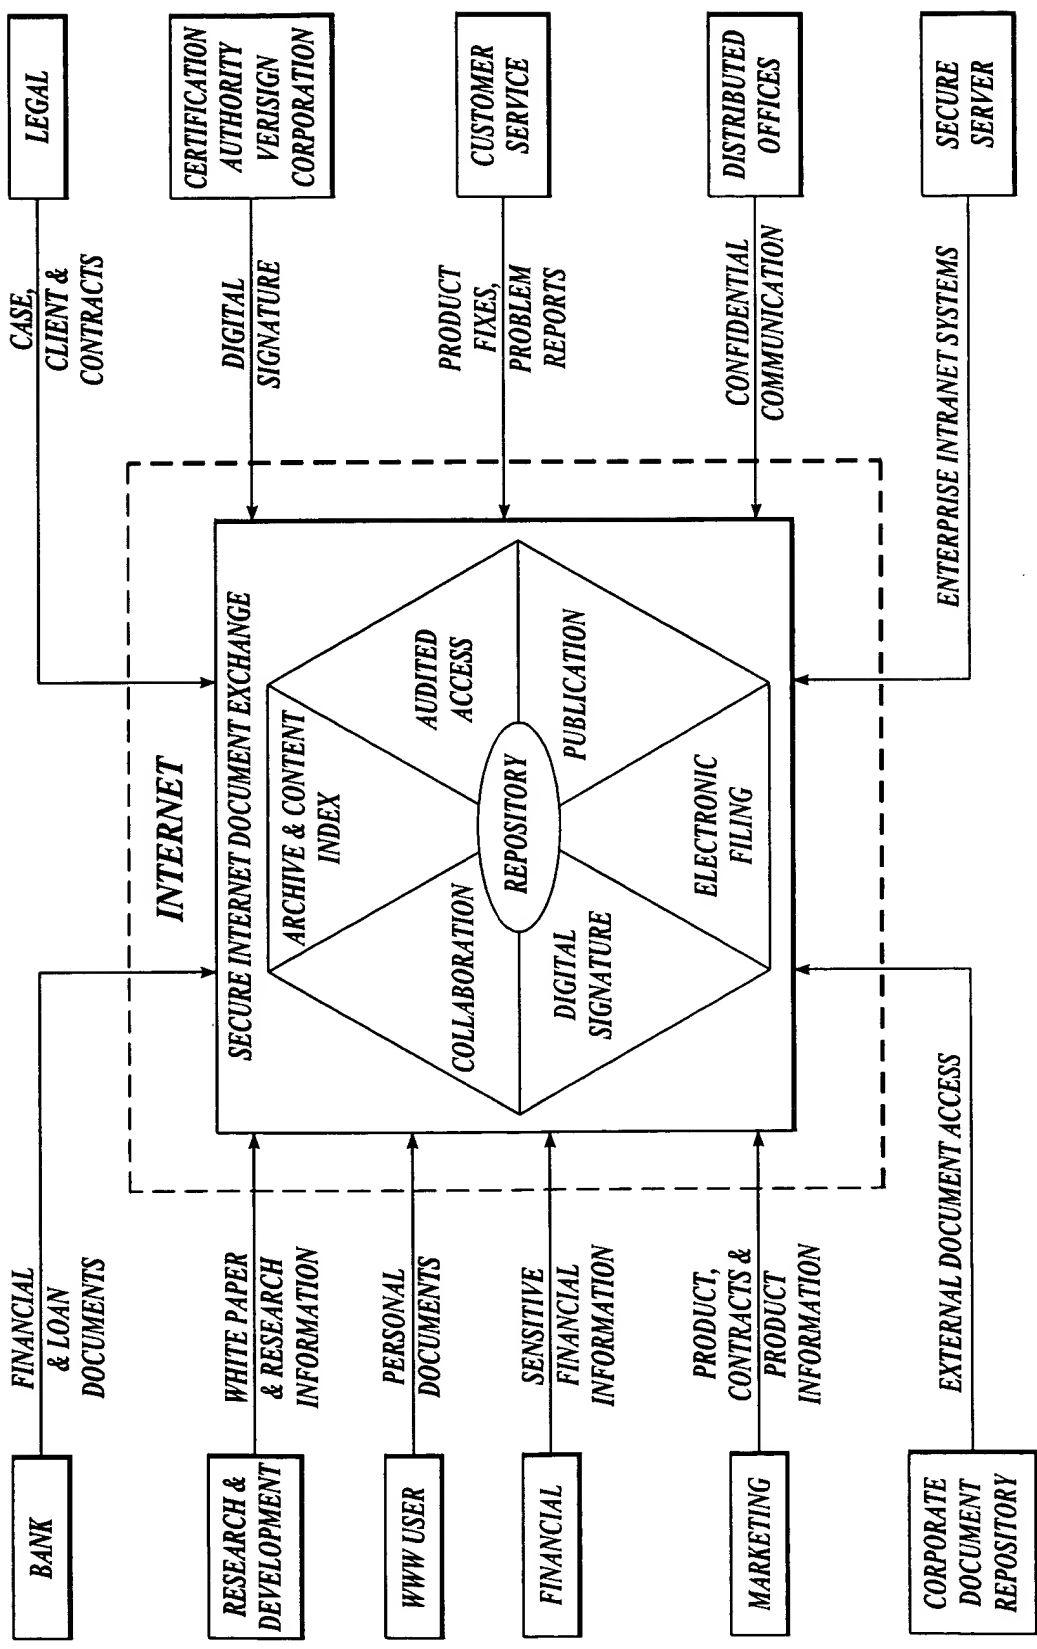 BANK
FINANCIAL
& LOAN
DOCUMENTS
RESEARCH &
DEVELOPMENT
WHITE PAPER
& RESEARCH
INFORMATION
WWW USER
PERSONAL
DOCUMENTS
FINANCIAL
SENSITIVE
FINANCIAL
INFORMATION
MARKETING
PRODUCT,
CONTRACTS &
PRODUCT
INFORMATION
CORPORATE
DOCUMENT
REPOSITORY
EXTERNAL DOCUMENT ACCESS
INTERNET
SECURE INTERNET DOCUMENT EXCHANGE
ARCHIVE & CONTENT
INDEX
COLLABORATION
AUDITED
ACCESS
REPOSITORY
DIGITAL
SIGNATURE
PUBLICATION
ELECTRONIC
FILING
CASE,
CLIENT &
CONTRACTS
LEGAL
DIGITAL
SIGNATURE
CERTIFICATION
AUTHORITY
VERISIGN
CORPORATION
PRODUCT
FIXES,
PROBLEM
REPORTS
CUSTOMER
SERVICE
CONFIDENTIAL
COMMUNICATION
DISTRIBUTED
OFFICES
ENTERPRISE INTRANET SYSTEMS
SECURE
SERVER